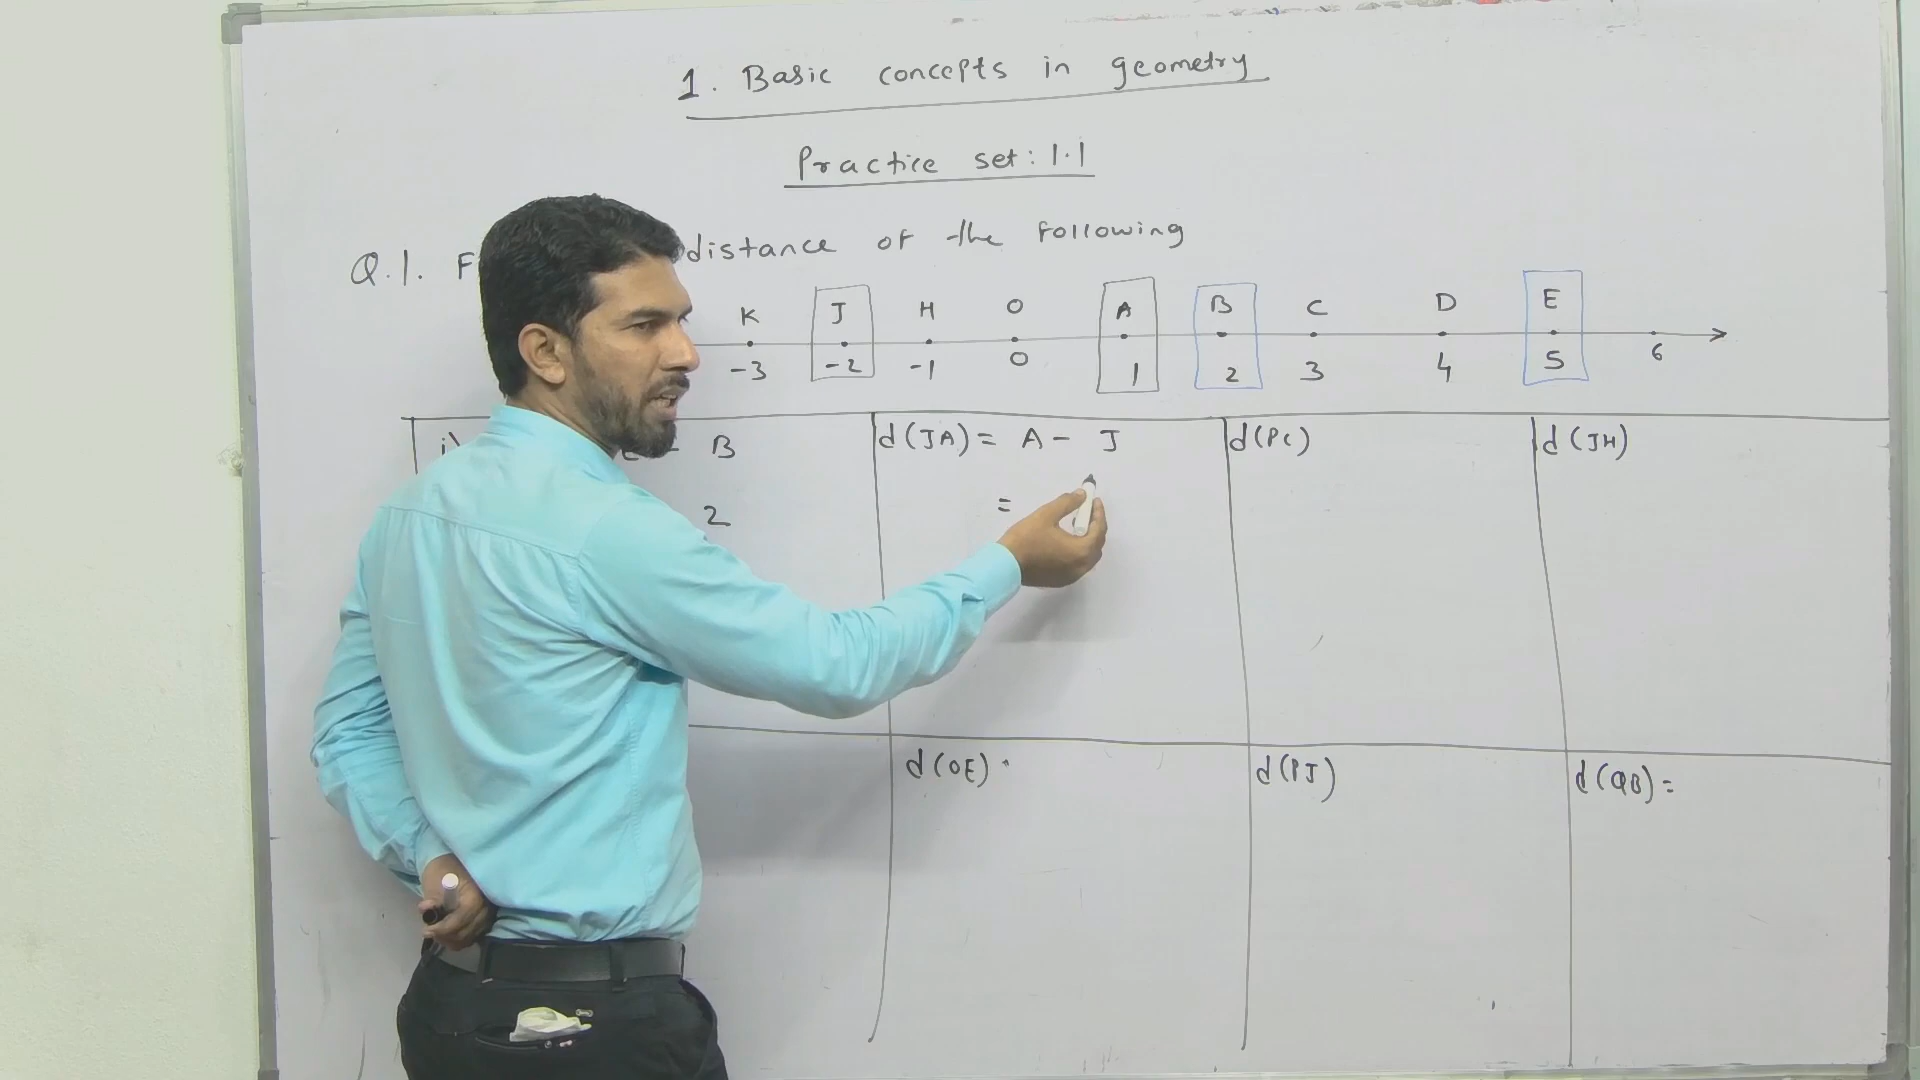 1. Basic concepts in geometry
Practice set: 1.1
Q.1. F distance of the following
K J H O A B C D E
-3 -2 -1 0 1 2 3 4 5 6
i) - B d(JA) = A - J d(PC) d(JH)
2 =
d(OE) d(PJ) d(QB) =